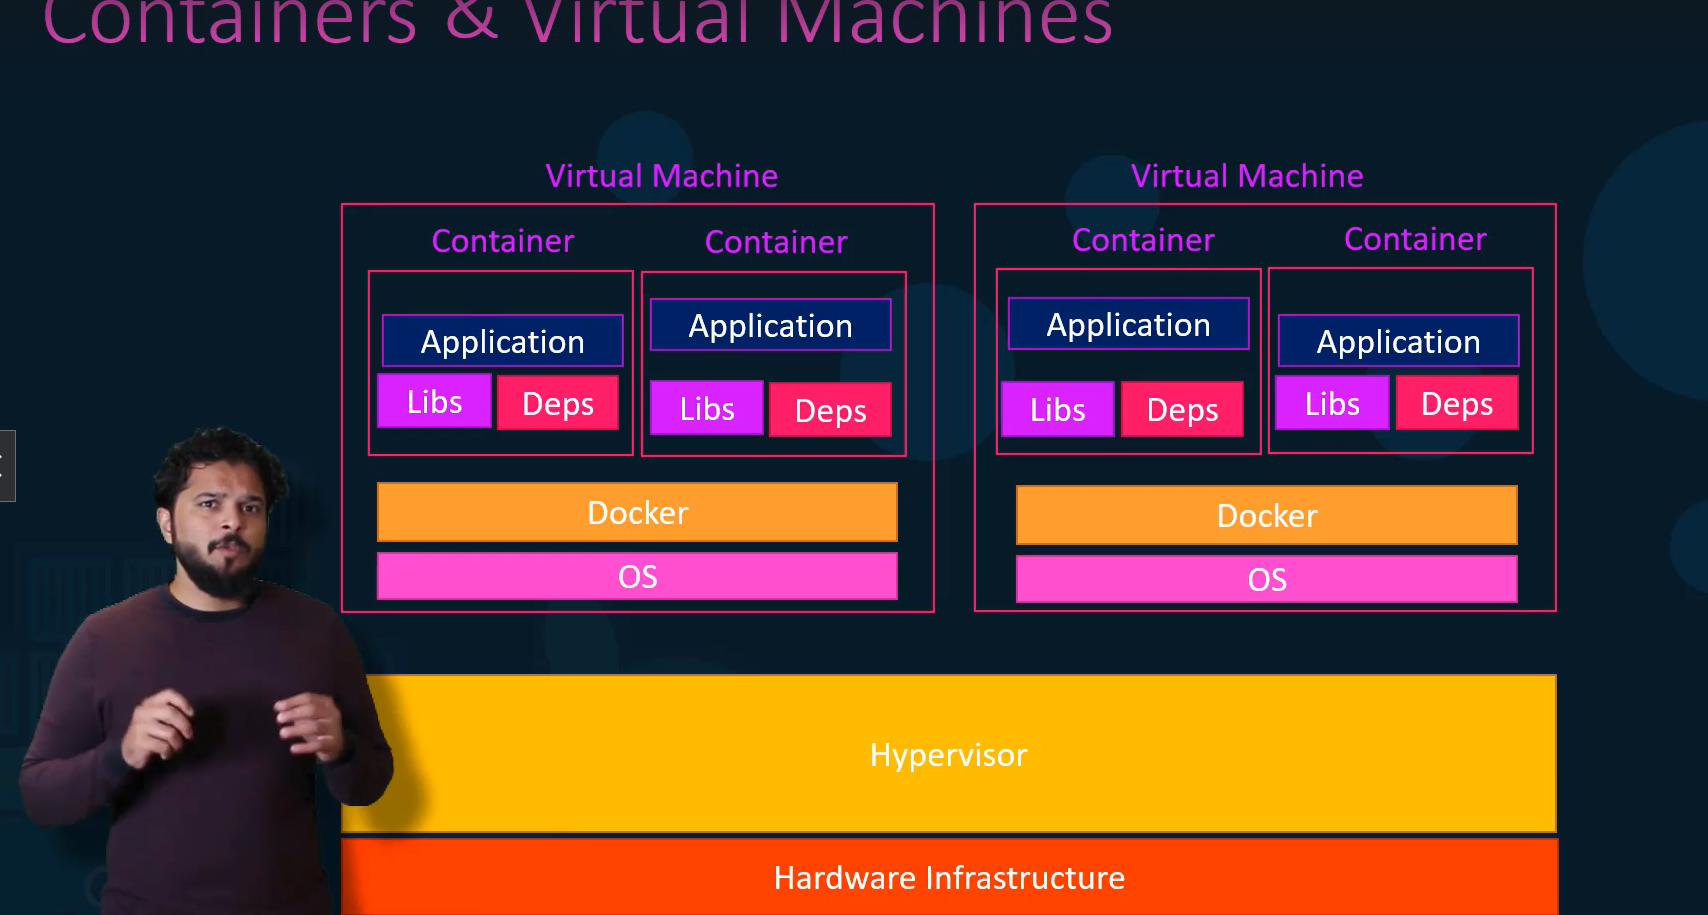 Containers & Virtual Machines
Virtual Machine
Virtual Machine
Container
Container
Container
Container
Application
Application
Application
Application
Libs
Deps
Libs
Deps
Libs
Deps
Libs
Deps
Docker
Docker
OS
OS
Hypervisor
Hardware Infrastructure